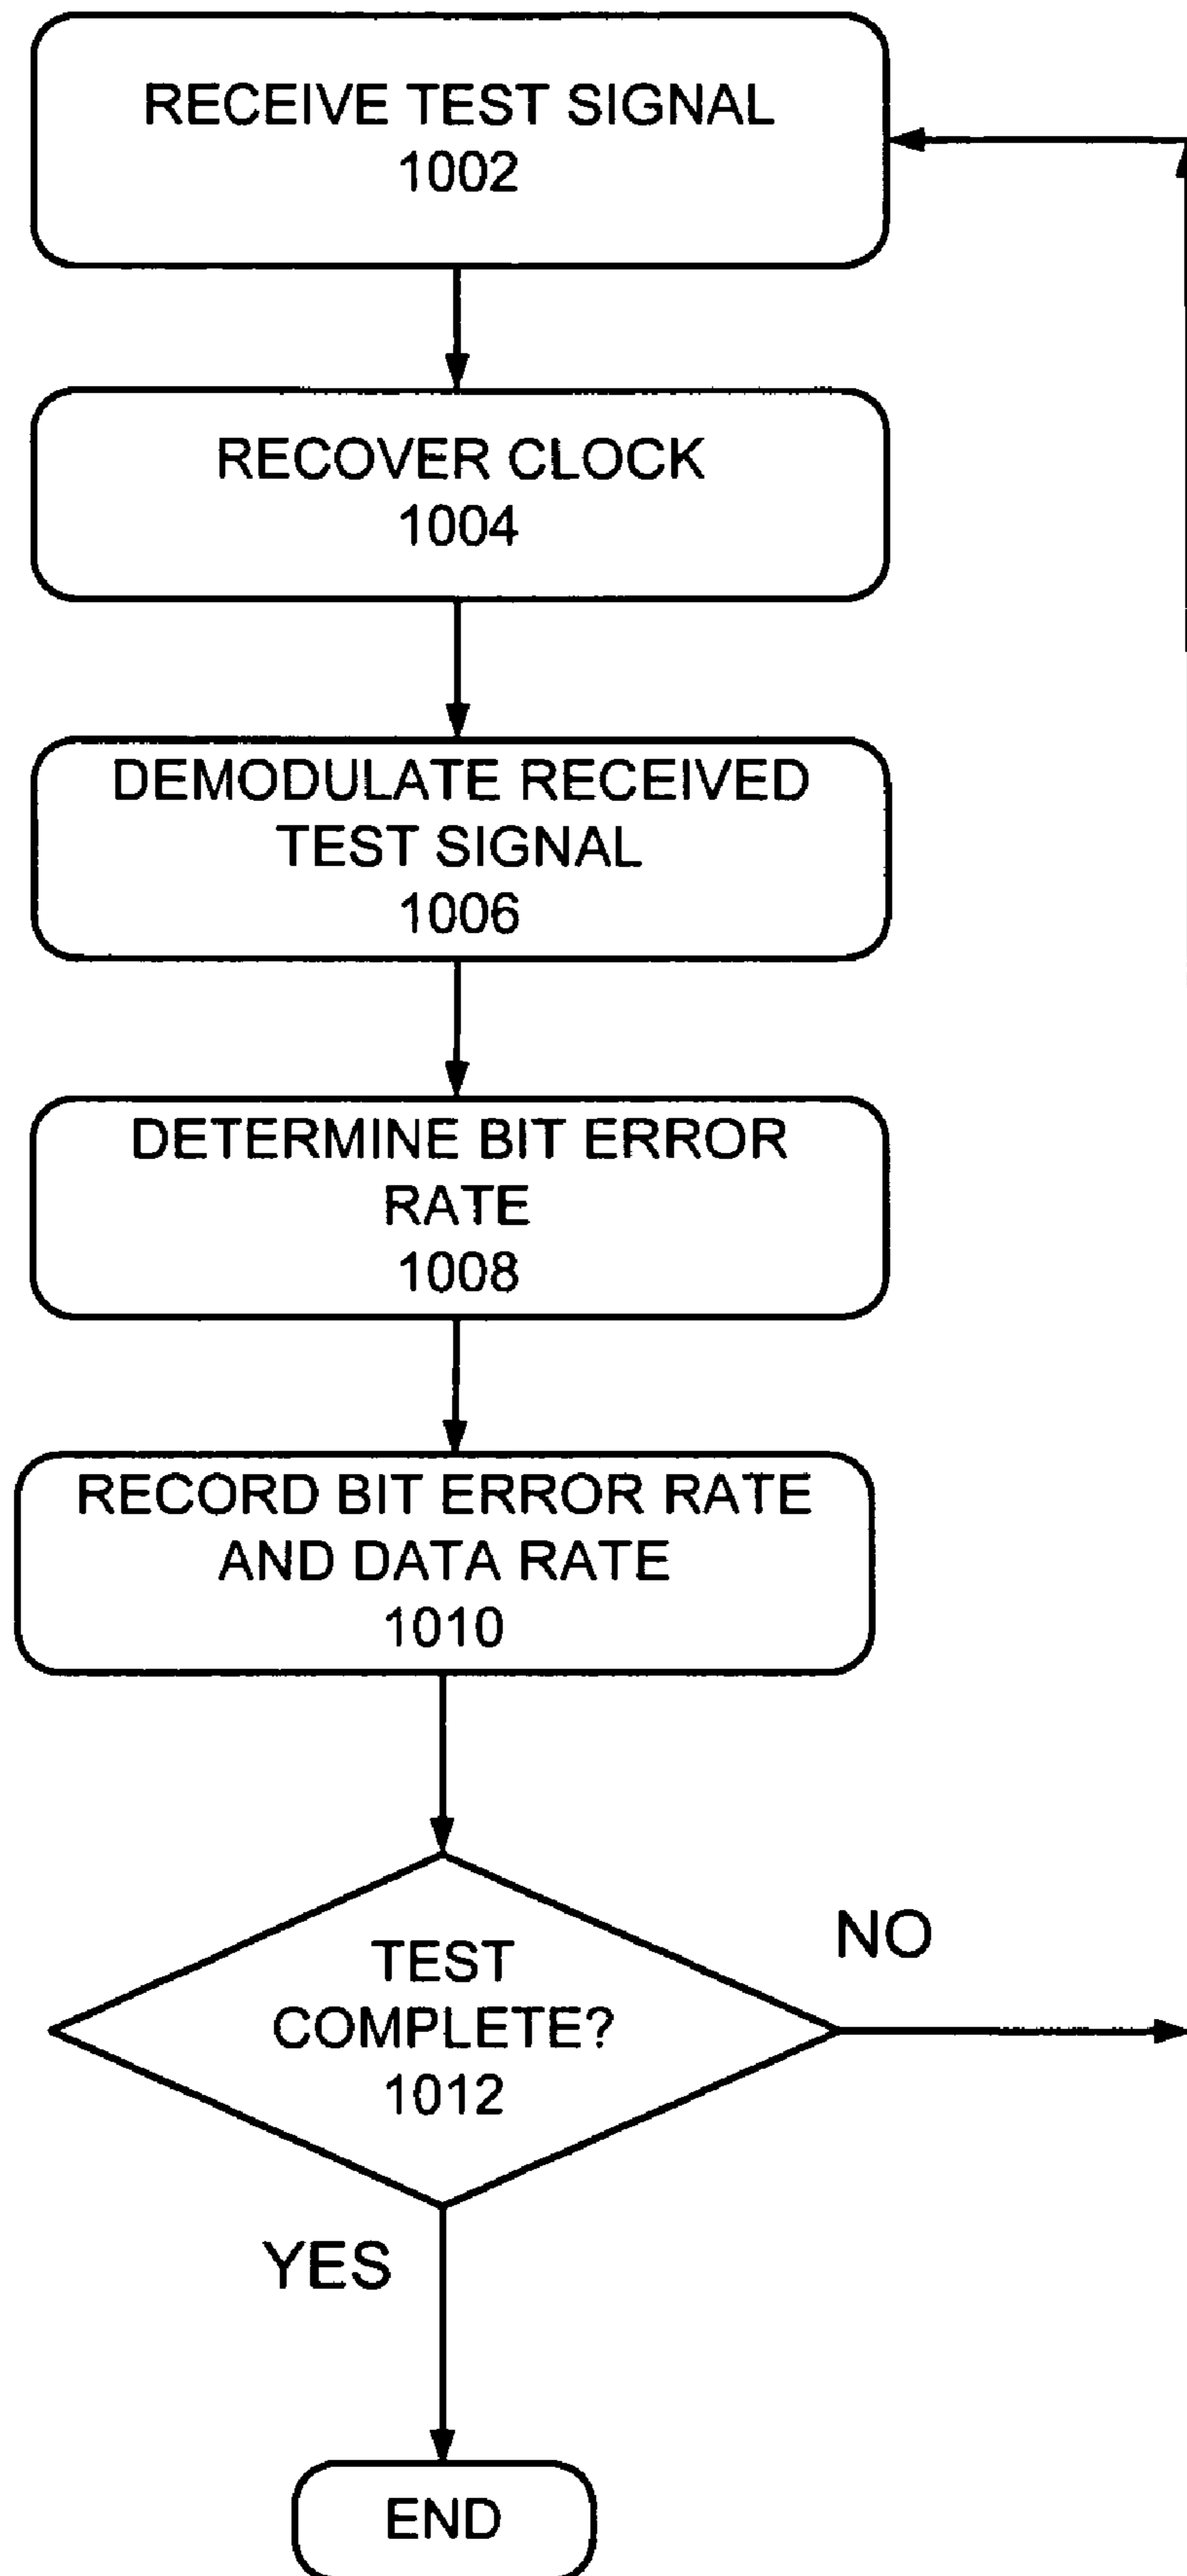 RECEIVE TEST SIGNAL
1002
RECOVER CLOCK
1004
DEMODULATE RECEIVED
TEST SIGNAL
1006
DETERMINE BIT ERROR
RATE
1008
RECORD BIT ERROR RATE
AND DATA RATE
1010
TEST
COMPLETE?
1012
NO
YES
END